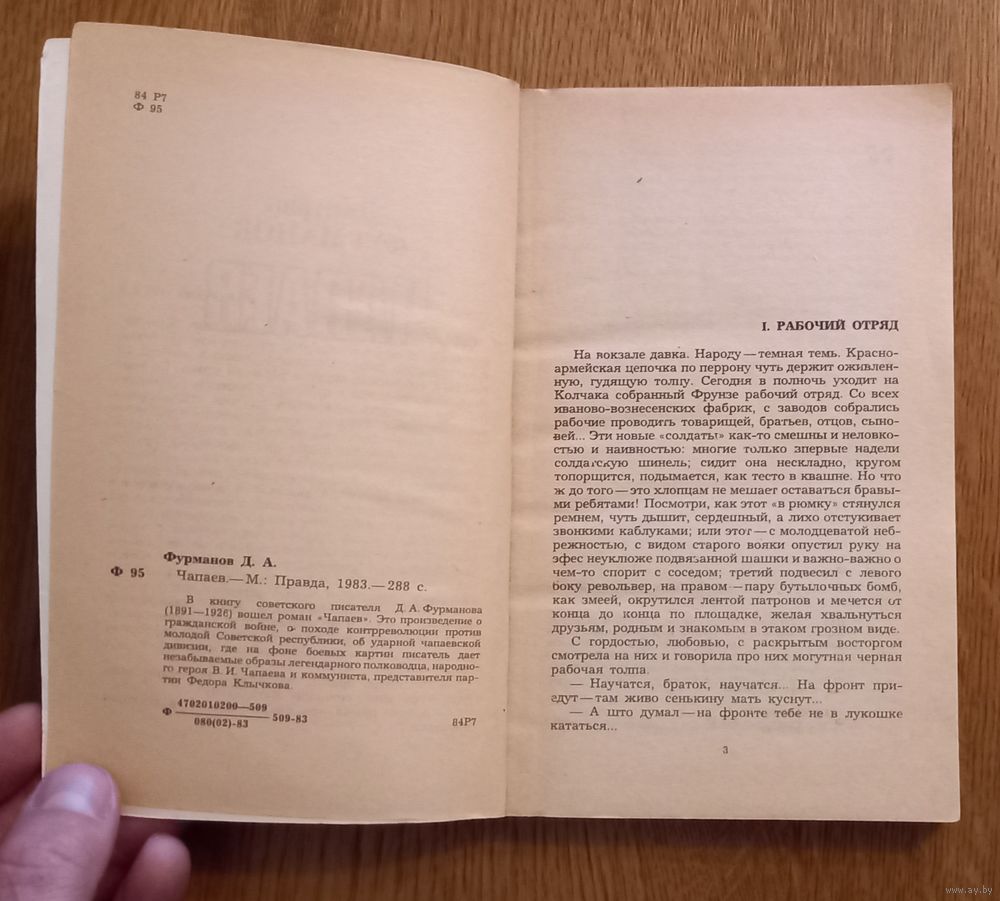 84 Р7
Ф 95
Фурманов Д. А.
Ф 95
Чапаев.— М.: Правда, 1983.— 288 с.
В книгу советского писателя Д. А. Фурманова
(1891—1926) вошел роман «Чапаев». Это произведение о
гражданской войне, о походе контрреволюции против
молодой Советской республики, об ударной чапаевской
дивизии, где на фоне боевых картин писатель дает
незабываемые образы легендарного полководца, народно-
го героя В. И. Чапаева и коммуниста, представителя пар-
тии Федора Клычкова.
Ф 4702010200—509
080(02)-83
509-83
84Р7
I. РАБОЧИЙ ОТРЯД
На вокзале давка. Народу — темная темь. Красно-
армейская цепочка по перрону чуть держит оживлен-
ную, гудящую толпу. Сегодня в полночь уходит на
Колчака собранный Фрунзе рабочий отряд. Со всех
иваново-вознесенских фабрик, с заводов собрались
рабочие проводить товарищей, братьев, отцов, сыно-
вей... Эти новые «солдаты» как-то смешны и неловко-
стью и наивностью: многие только впервые надели
солдатскую шинель; сидит она нескладно, кругом
топорщится, подымается, как тесто в квашне. Но что
ж до того — это хлопцам не мешает оставаться бравы-
ми ребятами! Посмотри, как этот «в рюмку» стянулся
ремнем, чуть дышит, сердешный, а лихо отстукивает
звонкими каблуками; или этот — с молодцеватой неб-
режностью, с видом старого вояки опустил руку на
эфес неуклюже подвязанной шашки и важно-важно о
чем-то спорит с соседом; третий подвесил с левого
боку револьвер, на правом — пару бутылочных бомб,
как змеей, окрутился лентой патронов и мечется от
конца до конца по площадке, желая хвальнуться
друзьям, родным и знакомым в этаком грозном виде.
С гордостью, любовью, с раскрытым восторгом
смотрела на них и говорила про них могутная черная
рабочая толпа.
— Научатся, браток, научатся... На фронт при-
едут — там живо сенькину мать куснут...
— А што думал — на фронте тебе не в лукошке
кататься...
3
www.ay.by